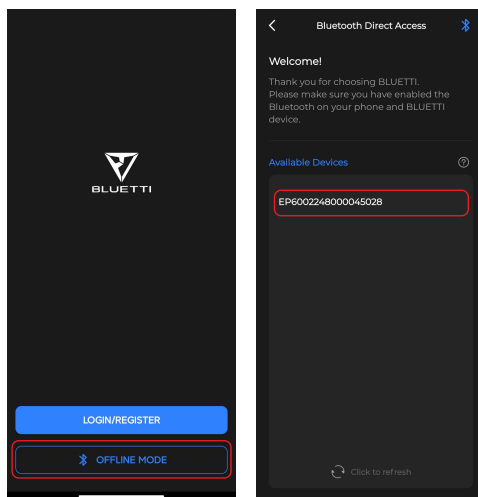 BLUETTI
LOGIN/REGISTER
OFFLINE MODE
Bluetooth Direct Access
Welcome!
Thank you for choosing BLUETTI.
Please make sure you have enabled the
Bluetooth on your phone and BLUETTI
device.
Available Devices
EP6002248000045028
Click to refresh